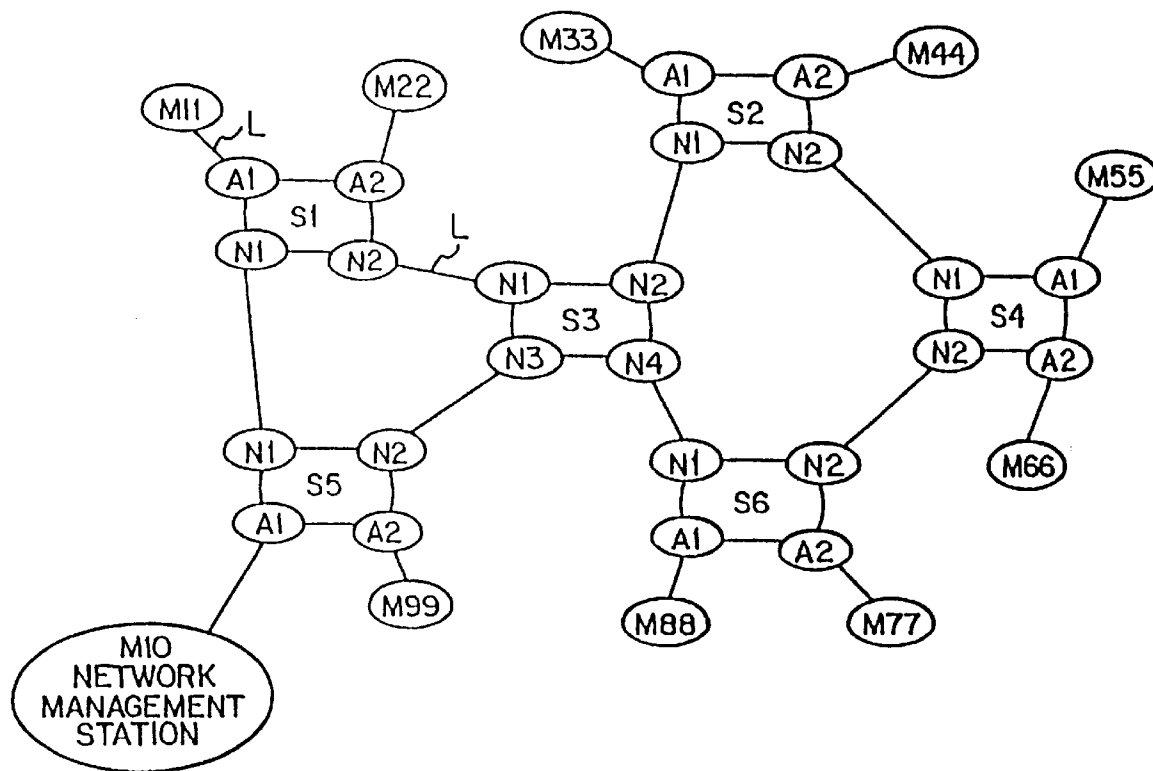 M33
M44
A1
A2
S2
N1
N2
M11
L
M22
A1
A2
S1
N1
N2
L
M55
N1
A1
S4
N2
A2
M66
N1
N2
S3
N3
N4
N1
N2
S5
A1
A2
M99
N1
N2
S6
A1
A2
M88
M77
M10
NETWORK
MANAGEMENT
STATION